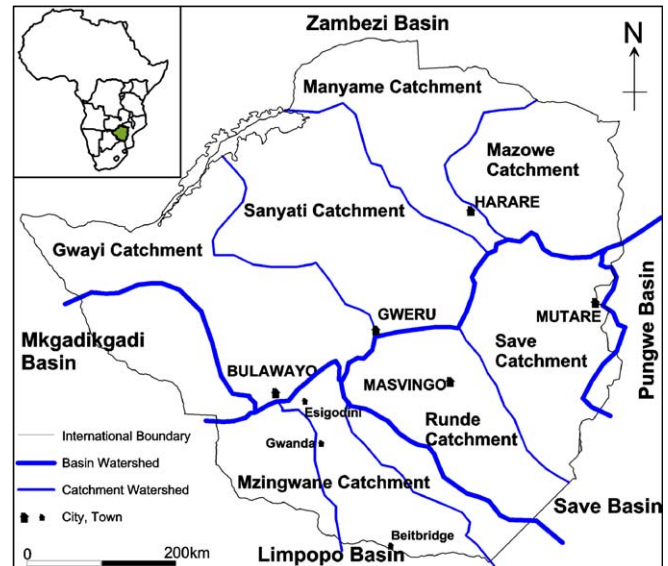 Zambezi Basin
N
Manyame Catchment
Mazowe
Catchment
HARARE
Sanyati Catchment
Gwayi Catchment
Pungwe Basin
GWERU
MUTARE
Save
Catchment
Mkgadikgadi
Basin
BULAWAYO
MASVINGO
Esigodini
Runde
Catchment
International Boundary
Gwanda
Basin Watershed
Catchment Watershed
Mzingwane Catchment
City, Town
Save Basin
Beitbridge
0 200km
Limpopo Basin